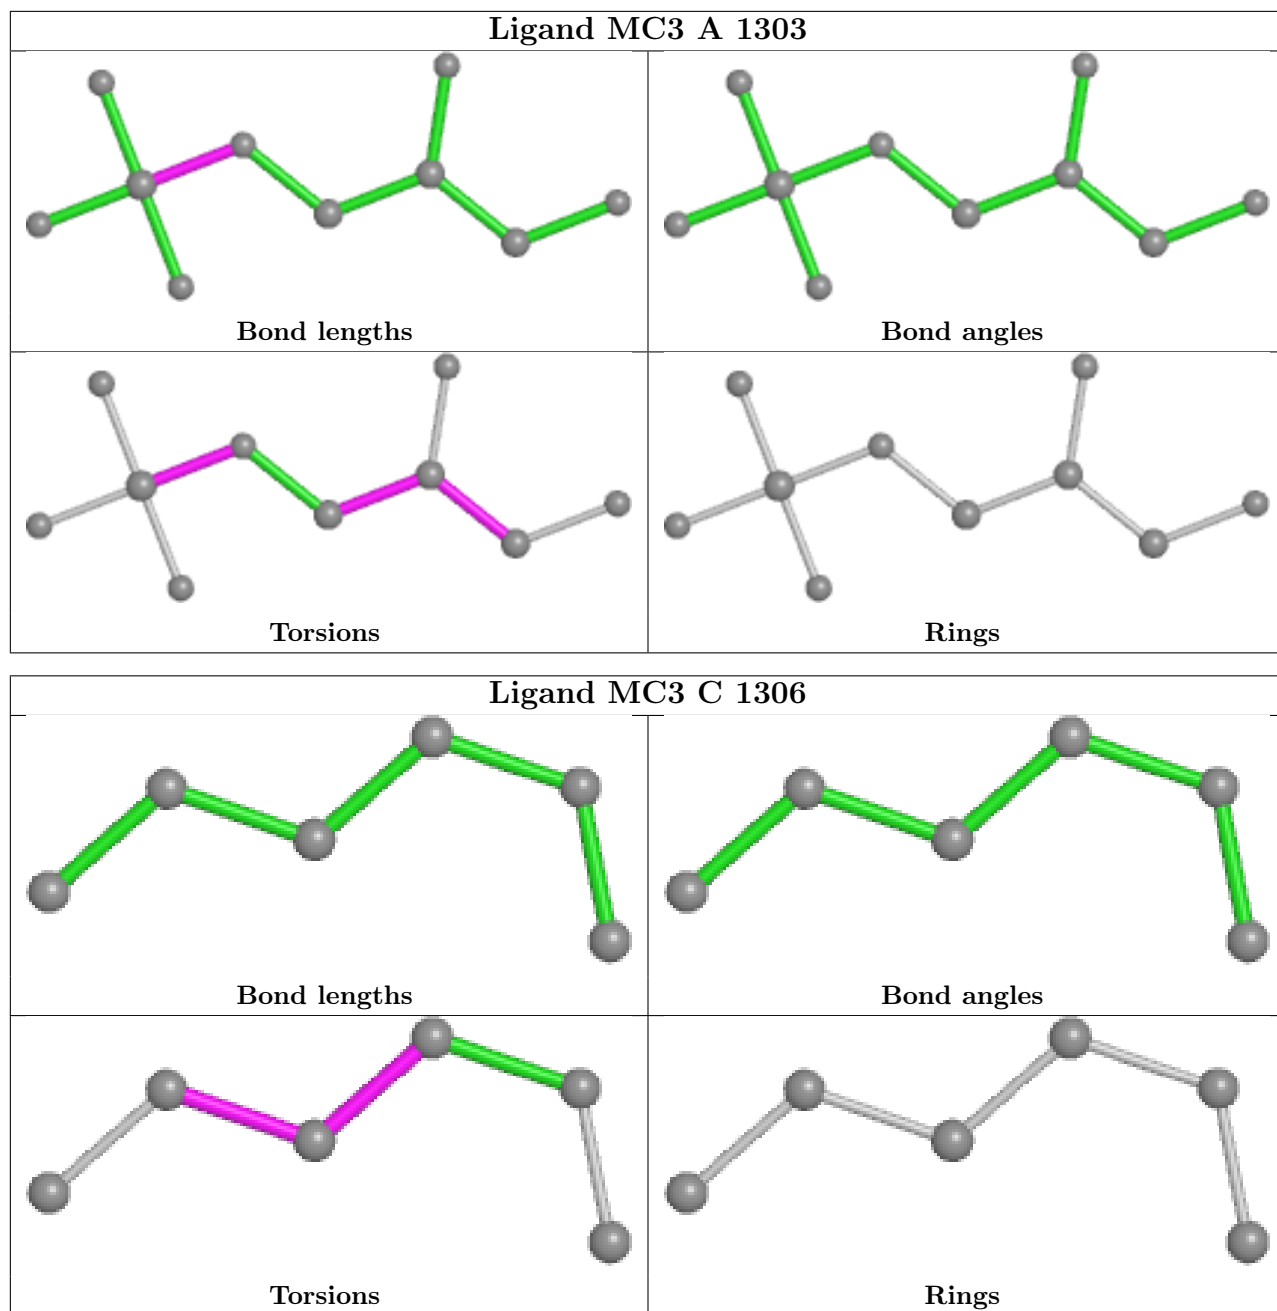 Ligand MC3 A 1303
Bond lengths
Bond angles
Torsions
Rings
Ligand MC3 C 1306
Bond lengths
Bond angles
Torsions
Rings